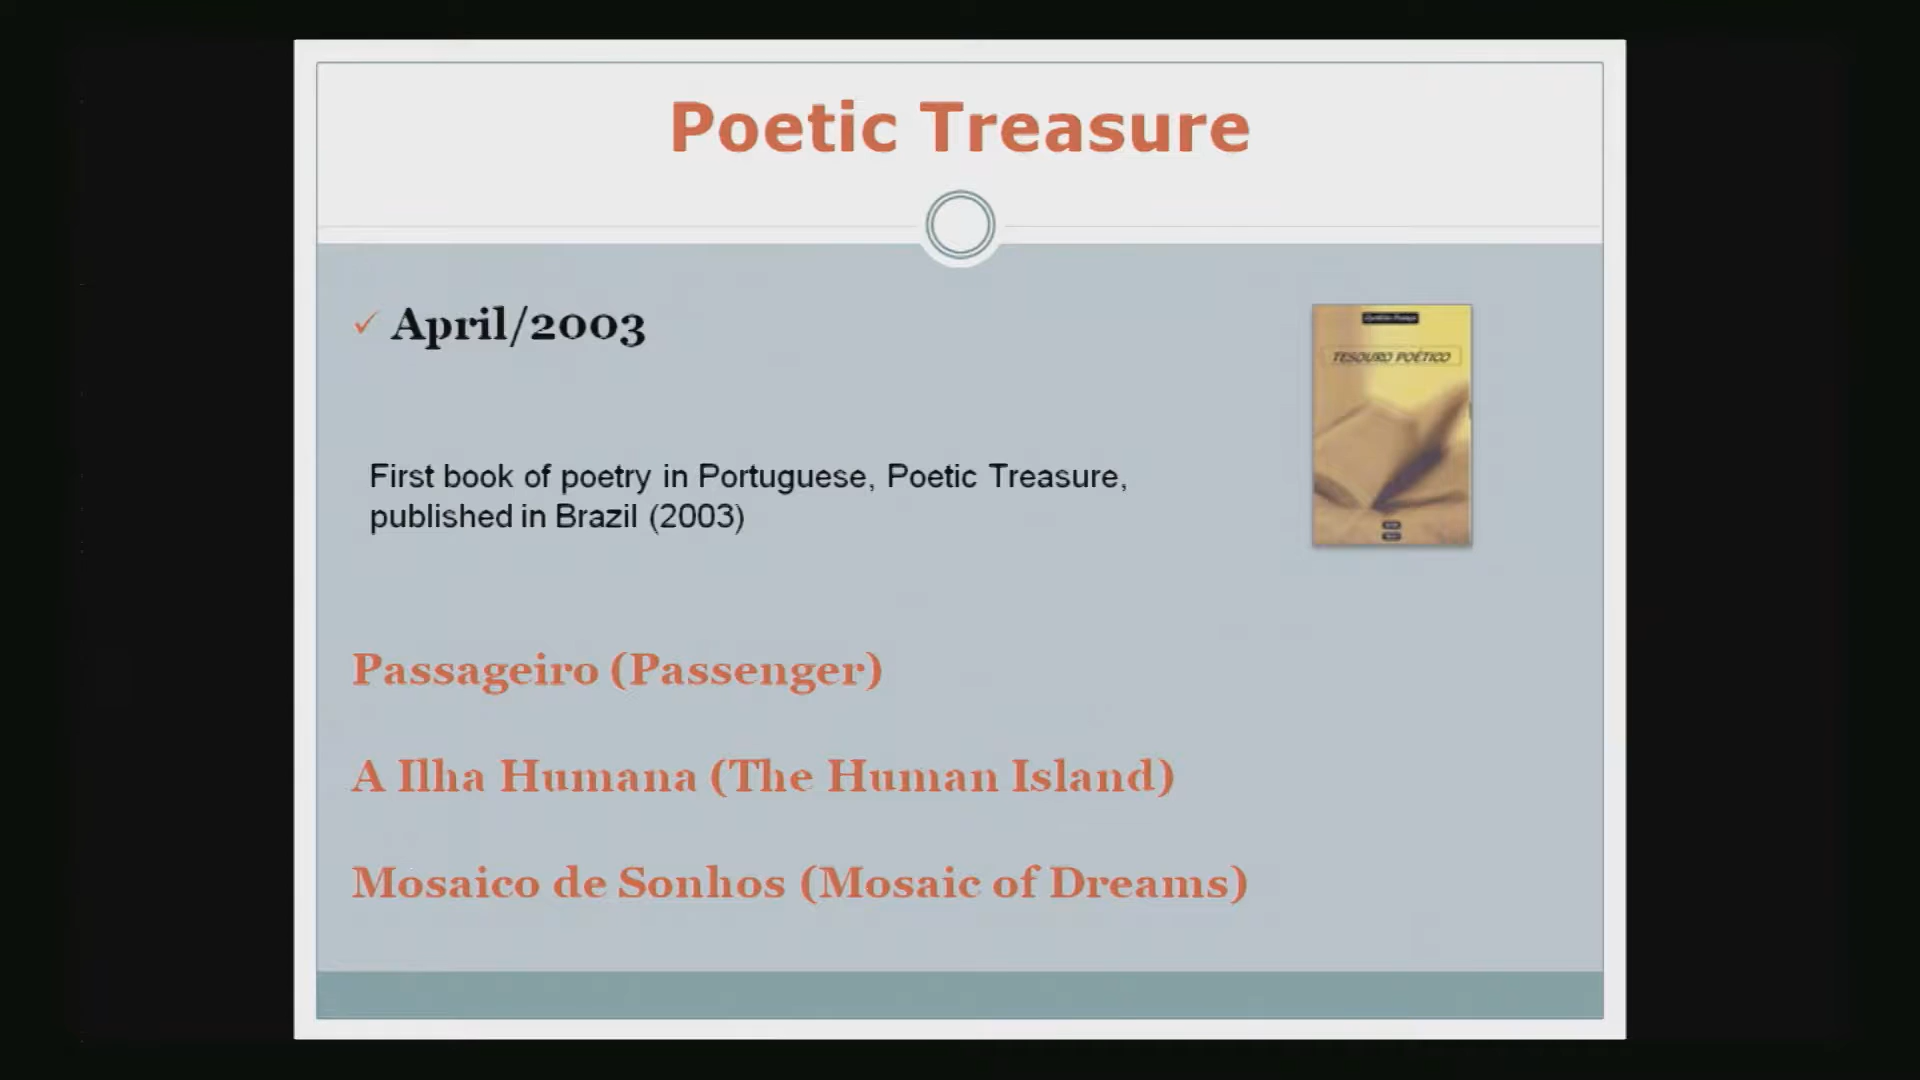 Poetic Treasure
April/2003
TESOURO POÉTICO
First book of poetry in Portuguese, Poetic Treasure,
published in Brazil (2003)
Passageiro (Passenger)
A Ilha Humana (The Human Island)
Mosaico de Sonhos (Mosaic of Dreams)